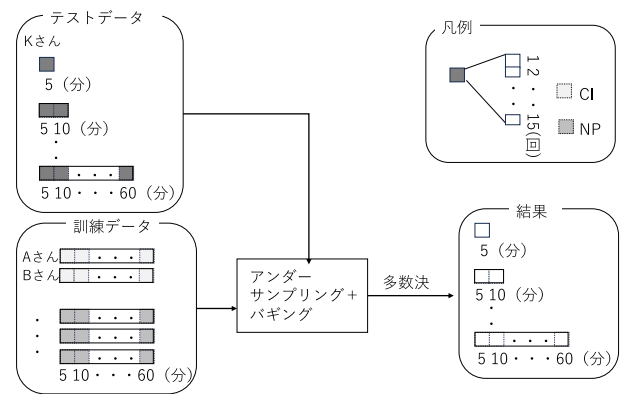 テストデータ
Kさん
5（分）
5 10（分）
・
・
・・・
5 10・・・60（分）
訓練データ
Aさん
・・・
Bさん
・・・
・
・
・
・・・
・・・
・・・
5 10・・・60（分）
アンダー
サンプリング＋
バギング
多数決
凡例
1
2
・
・
15(回)
CI
NP
結果
5（分）
5 10（分）
・
・
・・・
5 10・・・60（分）